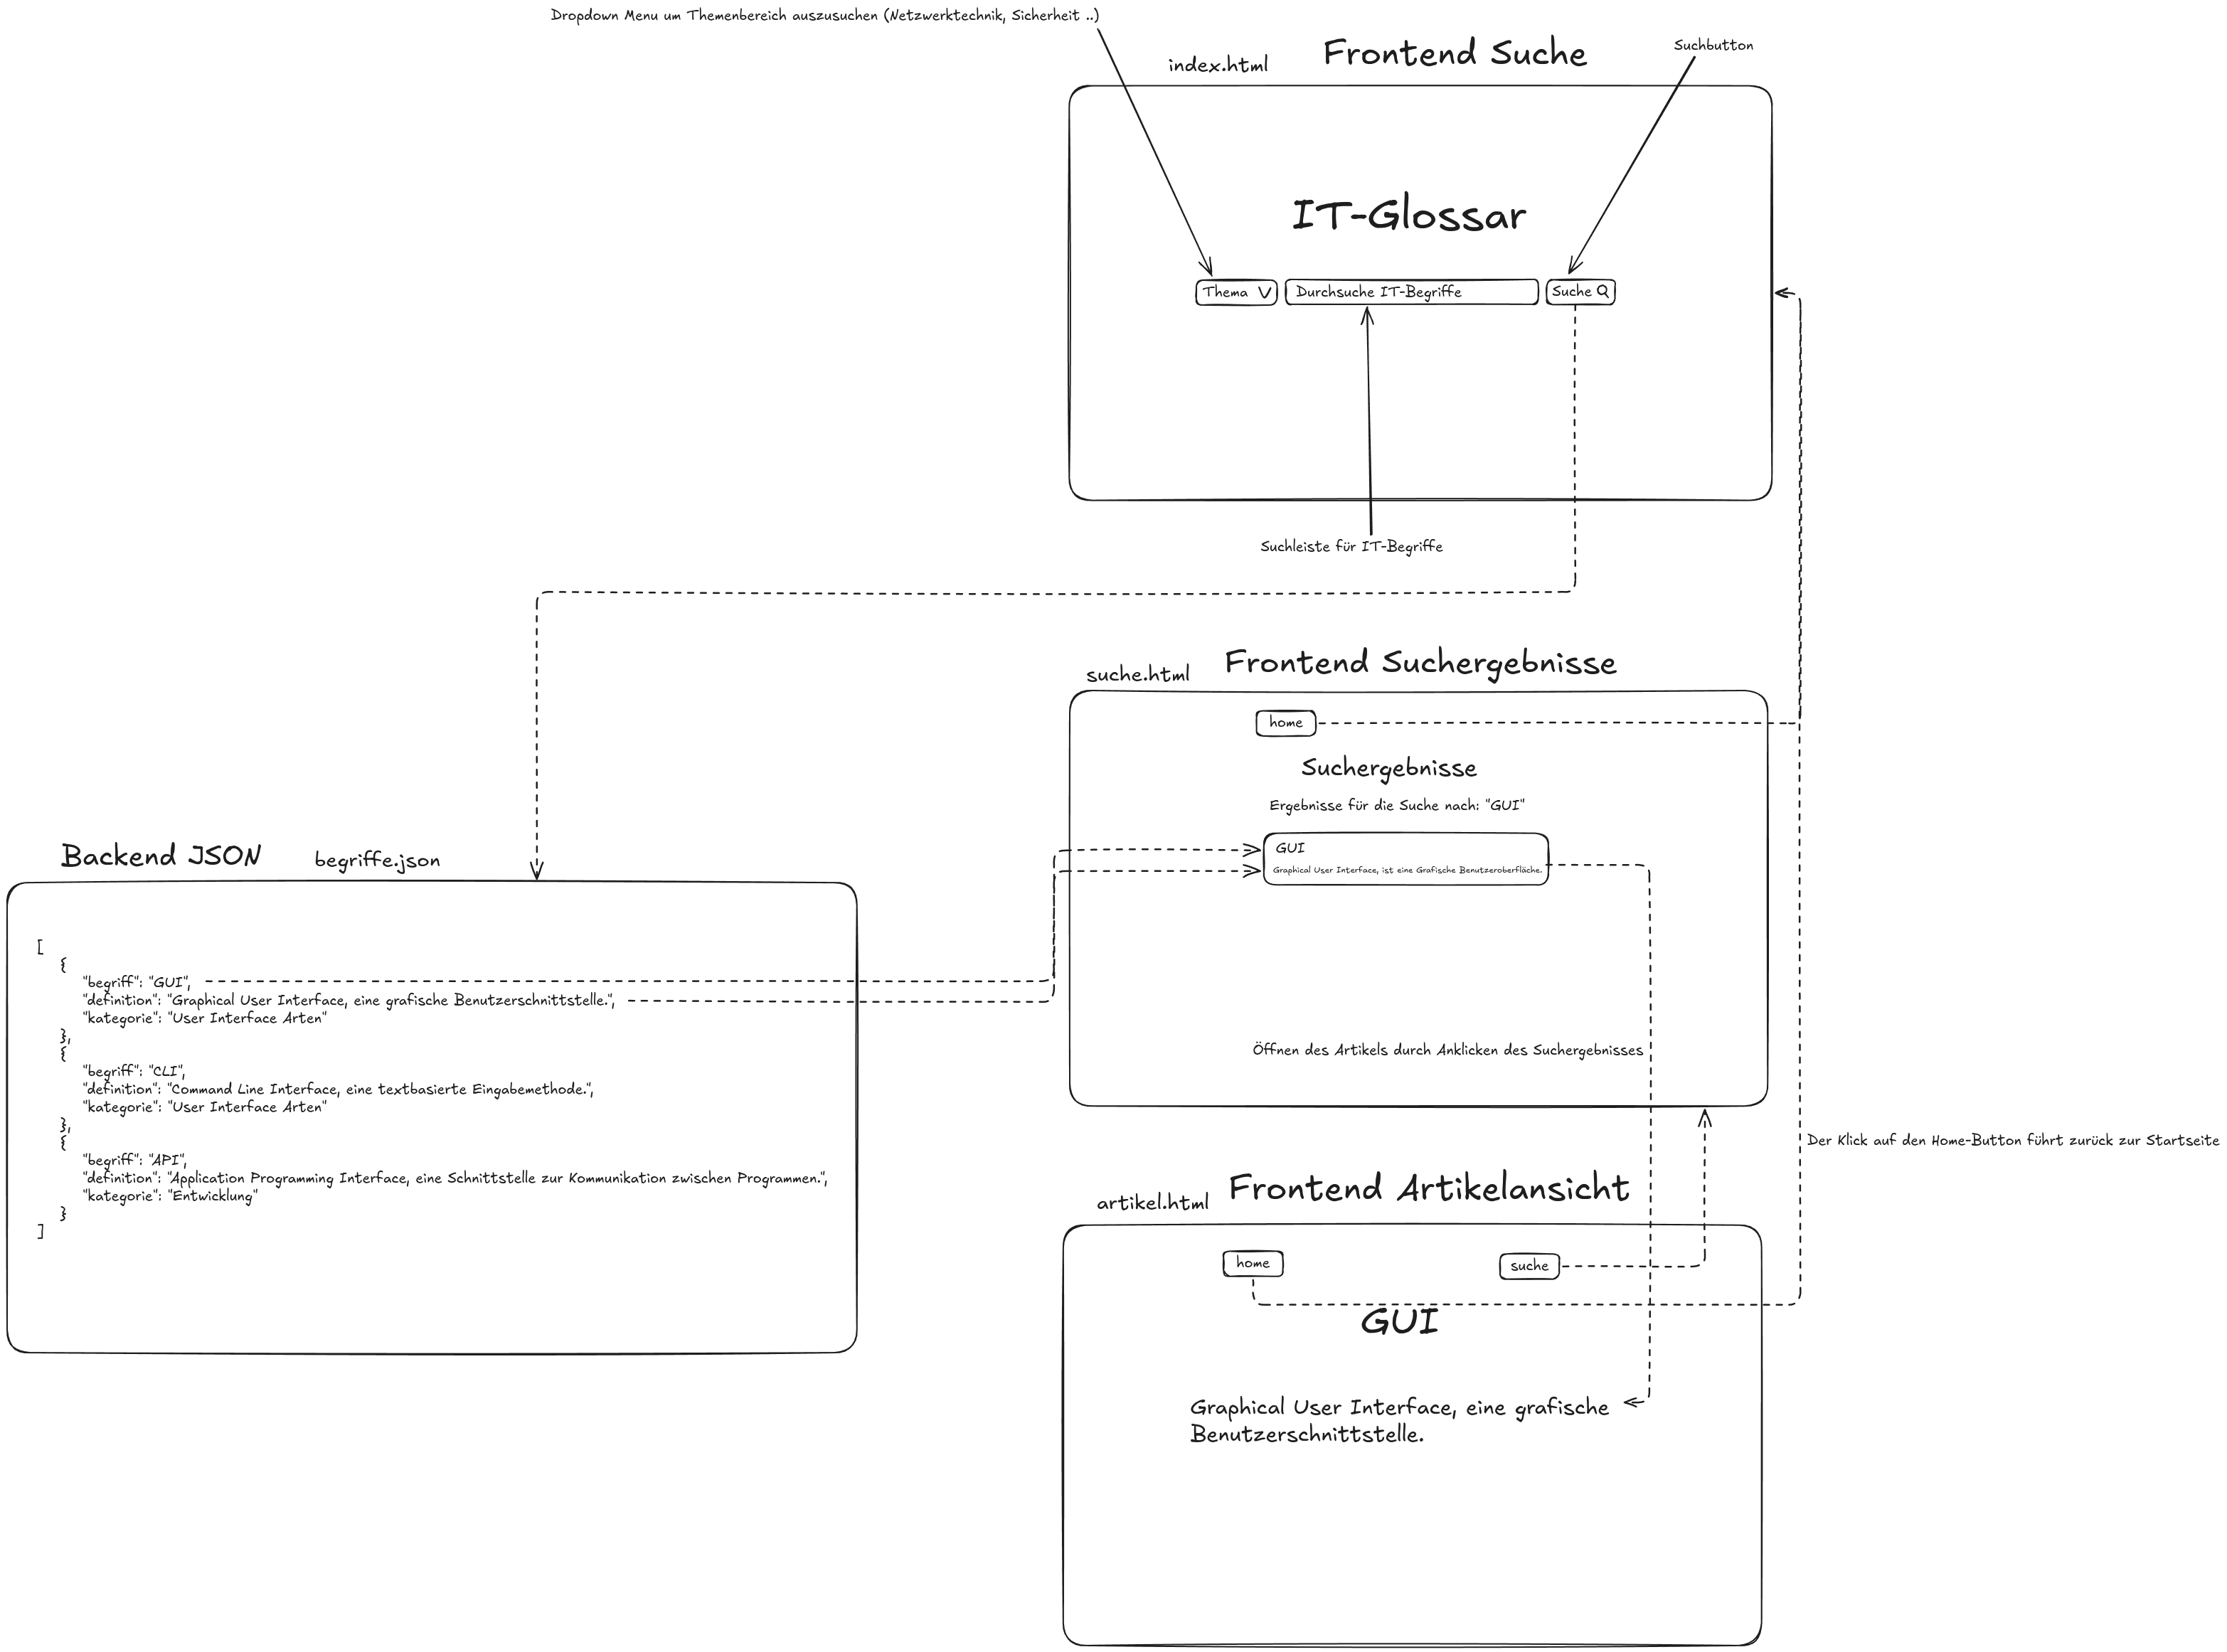 Dropdown Menu um Themenbereich auszusuchen (Netzwerktechnik, Sicherheit ..)
index.html
Frontend Suche
Suchbutton
IT-Glossar
Thema
Durchsuche IT-Begriffe
Suche
Suchleiste für IT-Begriffe
suche.html
Frontend Suchergebnisse
home
Suchergebnisse
Ergebnisse für die Suche nach: "GUI"
GUI
Graphical User Interface, ist eine Grafische Benutzeroberfläche.
Öffnen des Artikels durch Anklicken des Suchergebnisses
Backend JSON
begriffe.json
[
{
"begriff": "GUI",
"definition": "Graphical User Interface, eine grafische Benutzerschnittstelle.",
"kategorie": "User Interface Arten"
},
{
"begriff": "CLI",
"definition": "Command Line Interface, eine textbasierte Eingabemethode.",
"kategorie": "User Interface Arten"
},
{
"begriff": "API",
"definition": "Application Programming Interface, eine Schnittstelle zur Kommunikation zwischen Programmen.",
"kategorie": "Entwicklung"
}
]
Der Klick auf den Home-Button führt zurück zur Startseite
artikel.html
Frontend Artikelansicht
home
suche
GUI
Graphical User Interface, eine grafische
Benutzerschnittstelle.